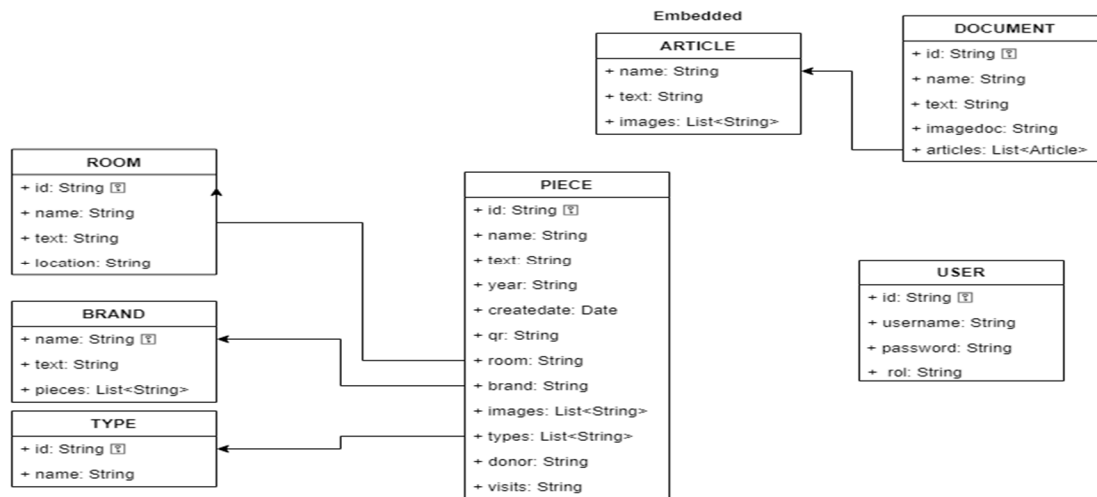 Embedded
ARTICLE
+ name: String
+ text: String
+ images: List<String>
DOCUMENT
+ id: String
+ name: String
+ text: String
+ imagedoc: String
+ articles: List<Article>
ROOM
+ id: String
+ name: String
+ text: String
+ location: String
BRAND
+ name: String
+ text: String
+ pieces: List<String>
TYPE
+ id: String
+ name: String
PIECE
+ id: String
+ name: String
+ text: String
+ year: String
+ createdate: Date
+ qr: String
+ room: String
+ brand: String
+ images: List<String>
+ types: List<String>
+ donor: String
+ visits: String
USER
+ id: String
+ username: String
+ password: String
+ rol: String